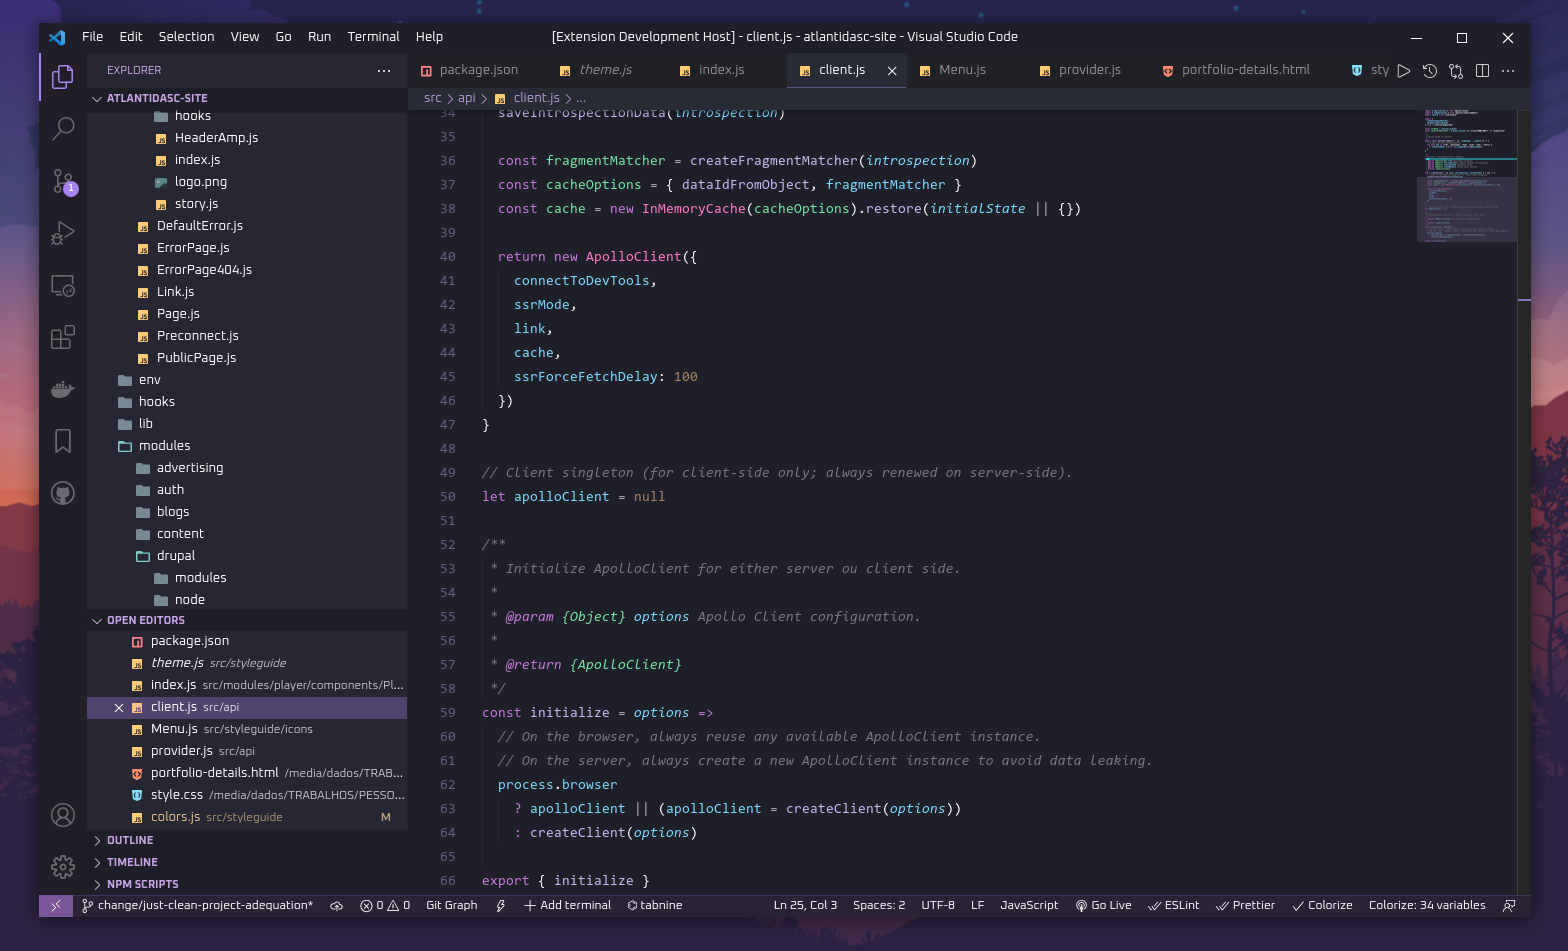 File Edit Selection View Go Run Terminal Help
[Extension Development Host] - client.js - atlantidasc-site - Visual Studio Code
EXPLORER
ATLANTIDASC-SITE
hooks
HeaderAmp.js
index.js
logo.png
story.js
DefaultError.js
ErrorPage.js
ErrorPage404.js
Link.js
Page.js
Preconnect.js
PublicPage.js
env
hooks
lib
modules
advertising
auth
blogs
content
drupal
modules
node
OPEN EDITORS
package.json
theme.js src/styleguide
index.js src/modules/player/components/Pl...
client.js src/api
Menu.js src/styleguide/icons
provider.js src/api
portfolio-details.html /media/dados/TRAB...
style.css /media/dados/TRABALHOS/PESSO...
colors.js src/styleguide M
OUTLINE
TIMELINE
NPM SCRIPTS
1
package.json theme.js index.js client.js Menu.js provider.js portfolio-details.html sty
src > api > client.js > ...
34 saveIntrospectionData(introspection)
35
36 const fragmentMatcher = createFragmentMatcher(introspection)
37 const cacheOptions = { dataIdFromObject, fragmentMatcher }
38 const cache = new InMemoryCache(cacheOptions).restore(initialState || {})
39
40 return new ApolloClient({
41 connectToDevTools,
42 ssrMode,
43 link,
44 cache,
45 ssrForceFetchDelay: 100
46 })
47 }
48
49 // Client singleton (for client-side only; always renewed on server-side).
50 let apolloClient = null
51
52 /**
53 * Initialize ApolloClient for either server ou client side.
54 *
55 * @param {Object} options Apollo Client configuration.
56 *
57 * @return {ApolloClient}
58 */
59 const initialize = options =>
60 // On the browser, always reuse any available ApolloClient instance.
61 // On the server, always create a new ApolloClient instance to avoid data leaking.
62 process.browser
63 ? apolloClient || (apolloClient = createClient(options))
64 : createClient(options)
65
66 export { initialize }
change/just-clean-project-adequation* 0 0 Git Graph Add terminal tabnine Ln 25, Col 3 Spaces: 2 UTF-8 LF JavaScript Go Live ESLint Prettier Colorize Colorize: 34 variables